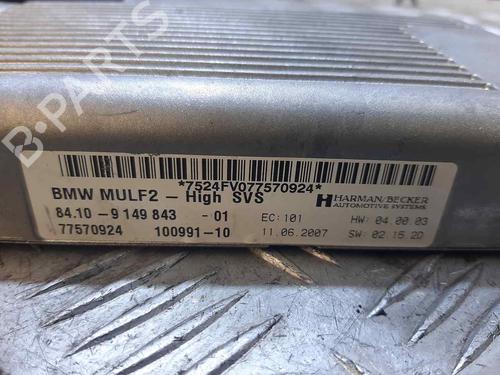 B-PARTS
*7524FV077570924*
BMW MULF2 - High SVS
HARMAN/BECKER
AUTOMOTIVE SYSTEMS
84.10-9 149 843 -01
EC:101
HW: 04.00.03
77570924 100991-10
11.06.2007
SW: 02.15.20